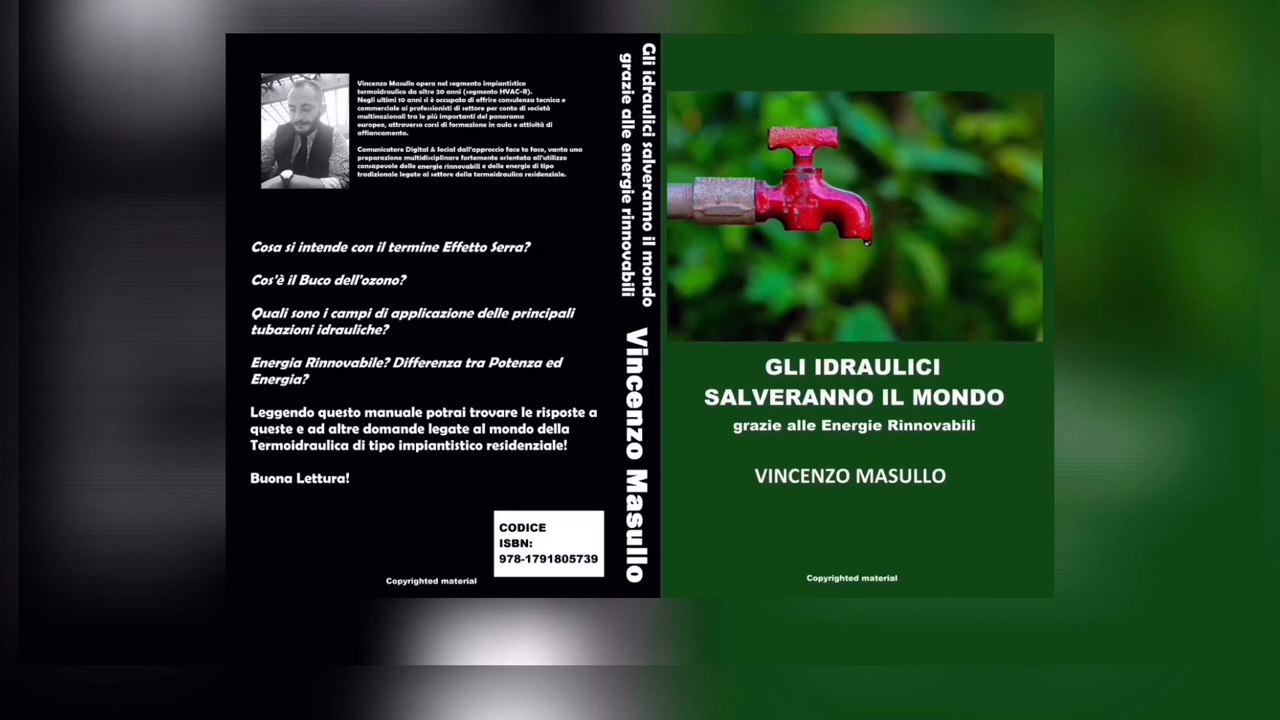 Vincenzo Masullo opera nel segmento impiantistico
termoidraulico da oltre 20 anni (segmento HVAC-R).
Negli ultimi 10 anni si è occupato di offrire consulenza tecnica e
commerciale ai professionisti di settore per conto di società
multinazionali tra le più importanti del panorama
europeo, attraverso corsi di formazione in aula e attività di
affiancamento.
Comunicatore Digital & Social dall'approccio face to face, vanta una
preparazione multidisciplinare fortemente orientata all'utilizzo
consapevole delle energie rinnovabili e delle energie di tipo
tradizionale legate al settore della termoidraulica residenziale.
Cosa si intende con il termine Effetto Serra?
Cos'è il Buco dell'ozono?
Quali sono i campi di applicazione delle principali
tubazioni idrauliche?
Energia Rinnovabile? Differenza tra Potenza ed
Energia?
Leggendo questo manuale potrai trovare le risposte a
queste e ad altre domande legate al mondo della
Termoidraulica di tipo impiantistico residenziale!
Buona Lettura!
CODICE
ISBN:
978-1791805739
Copyrighted material
Gli idraulici salveranno il mondo
grazie alle energie rinnovabili
Vincenzo Masullo
GLI IDRAULICI
SALVERANNO IL MONDO
grazie alle Energie Rinnovabili
VINCENZO MASULLO
Copyrighted material